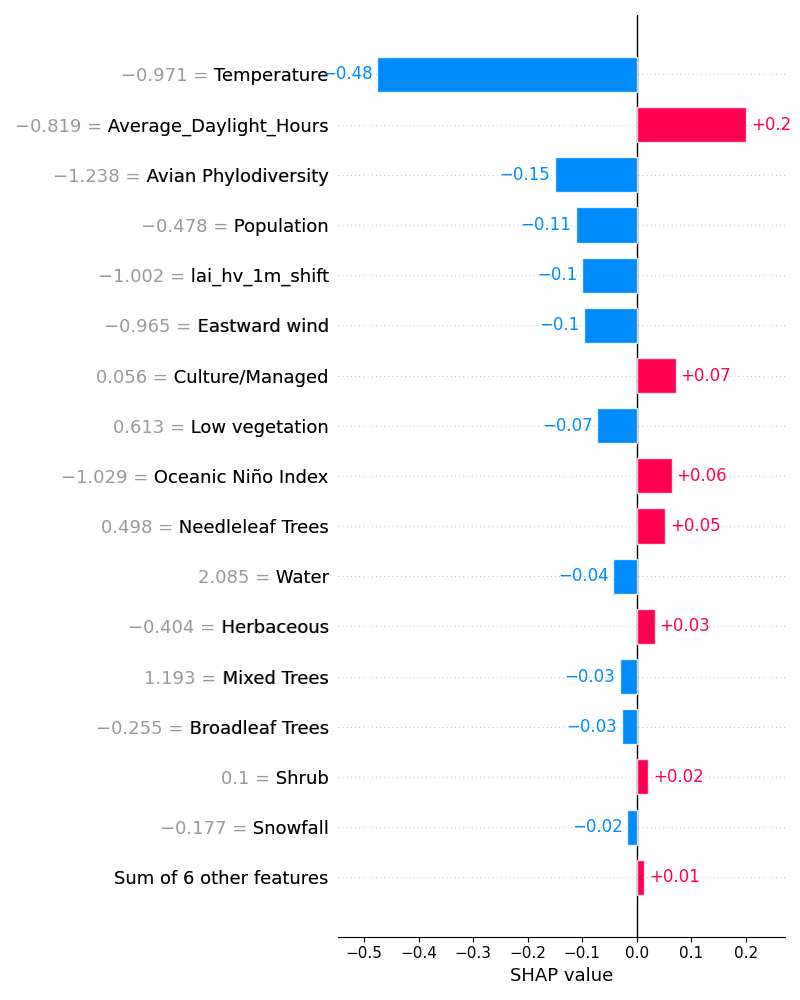 −0.971 = Temperature −0.48
−0.819 = Average_Daylight_Hours +0.2
−1.238 = Avian Phylodiversity −0.15
−0.478 = Population −0.11
−1.002 = lai_hv_1m_shift −0.1
−0.965 = Eastward wind −0.1
0.056 = Culture/Managed +0.07
0.613 = Low vegetation −0.07
−1.029 = Oceanic Niño Index +0.06
0.498 = Needleleaf Trees +0.05
2.085 = Water −0.04
−0.404 = Herbaceous +0.03
1.193 = Mixed Trees −0.03
−0.255 = Broadleaf Trees −0.03
0.1 = Shrub +0.02
−0.177 = Snowfall −0.02
Sum of 6 other features +0.01
−0.5 −0.4 −0.3 −0.2 −0.1 0.0 0.1 0.2
SHAP value